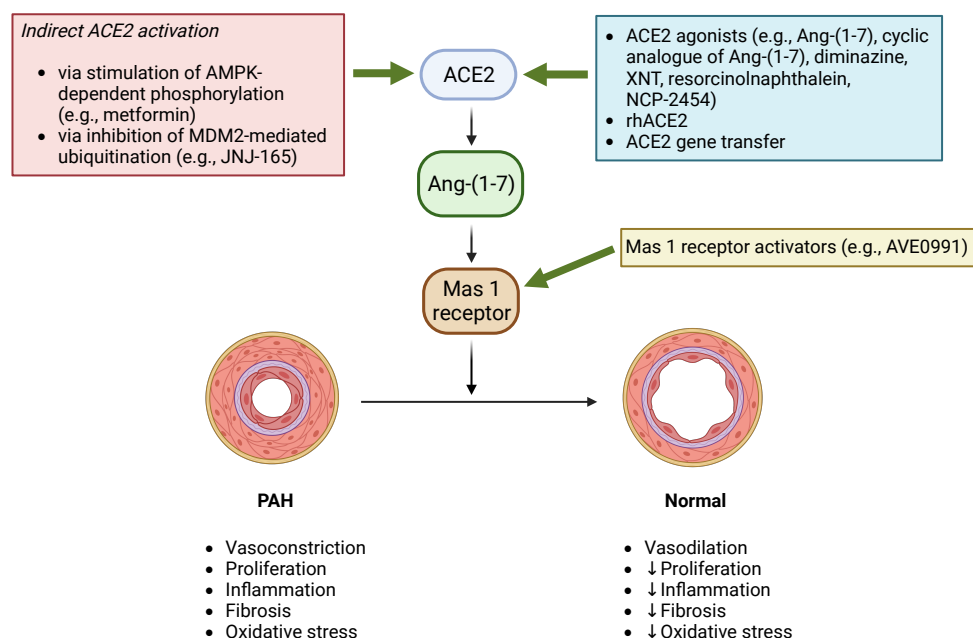 Indirect ACE2 activation
• via stimulation of AMPK-
dependent phosphorylation
(e.g., metformin)
• via inhibition of MDM2-mediated
ubiquitination (e.g., JNJ-165)
ACE2
• ACE2 agonists (e.g., Ang-(1-7), cyclic
analogue of Ang-(1-7), diminazine,
XNT, resorcinolnaphthalein,
NCP-2454)
• rhACE2
• ACE2 gene transfer
Ang-(1-7)
Mas 1 receptor activators (e.g., AVE0991)
Mas 1
receptor
PAH
• Vasoconstriction
• Proliferation
• Inflammation
• Fibrosis
• Oxidative stress
Normal
• Vasodilation
• ↓Proliferation
• ↓Inflammation
• ↓Fibrosis
• ↓Oxidative stress